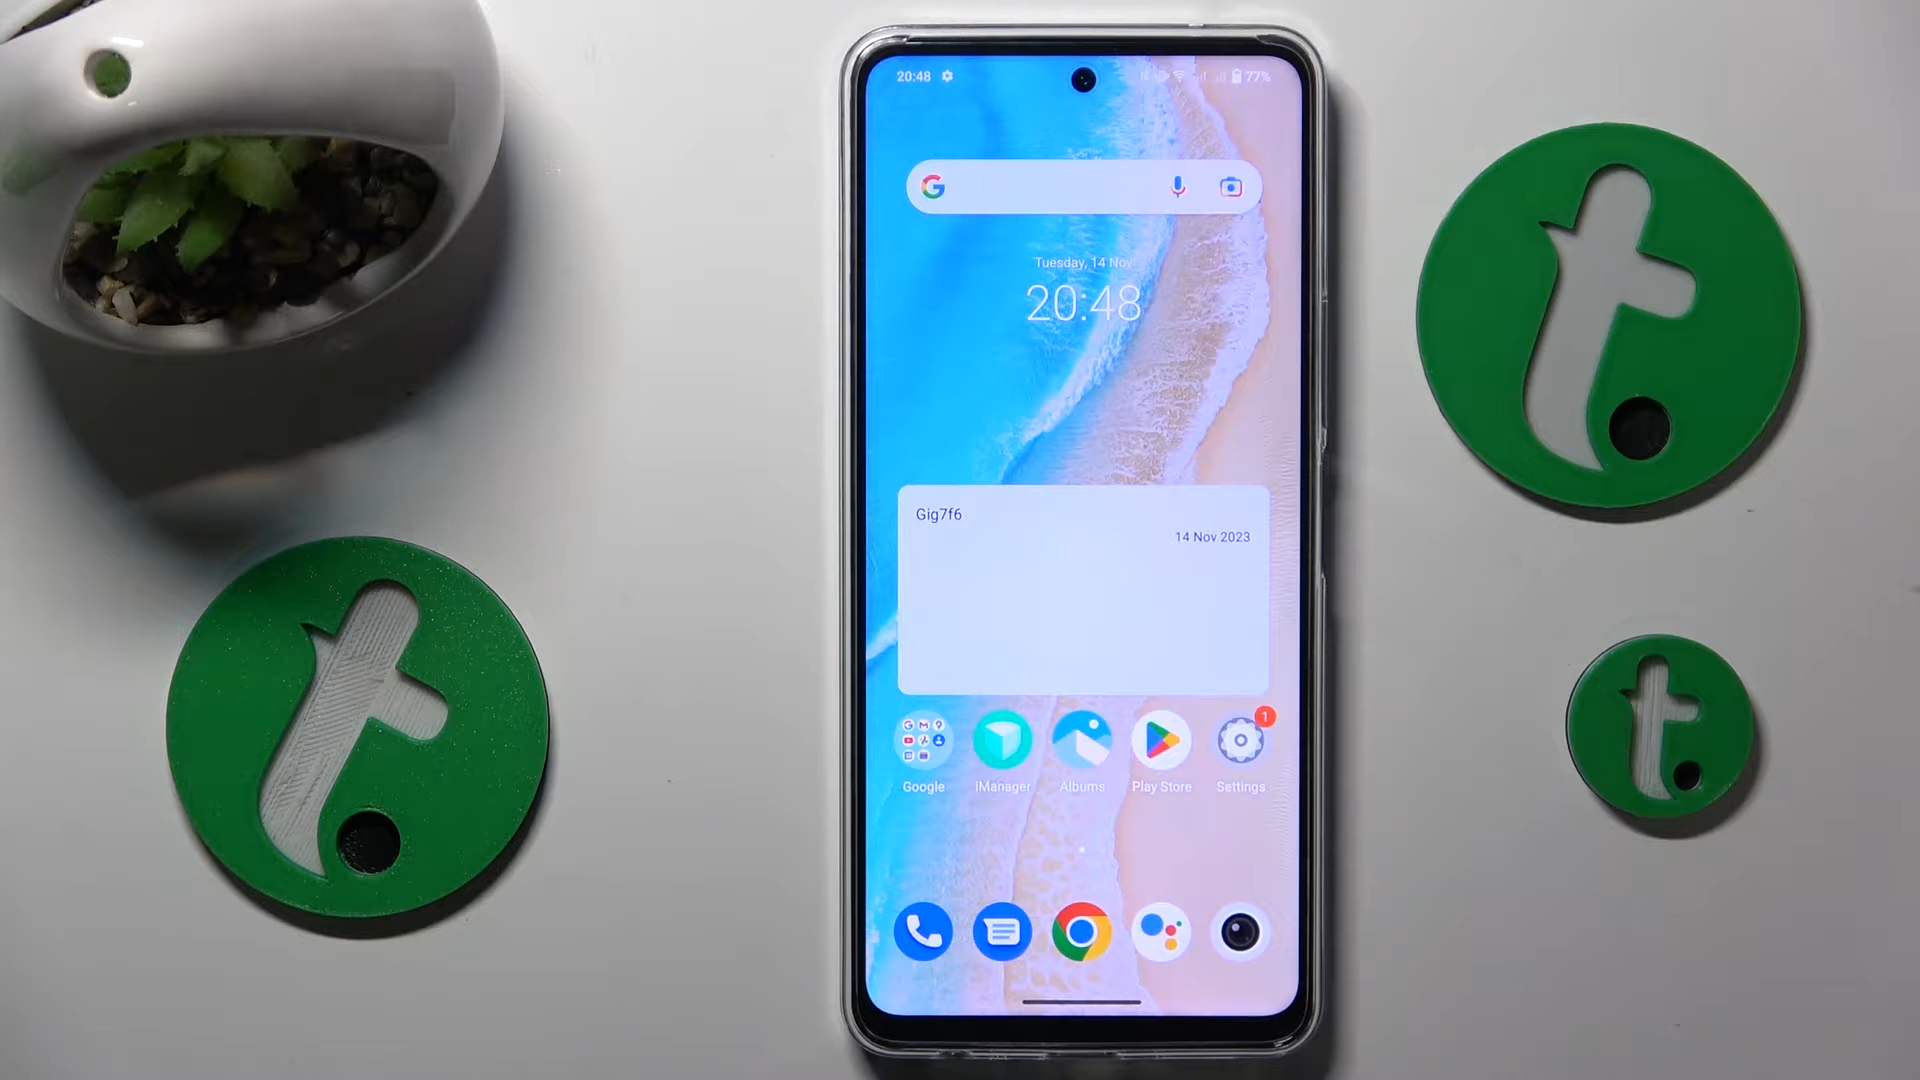 20:48
77%
Tuesday, 14 Nov
20:48
Gig7f6
14 Nov 2023
1
Google
iManager
Albums
Play Store
Settings